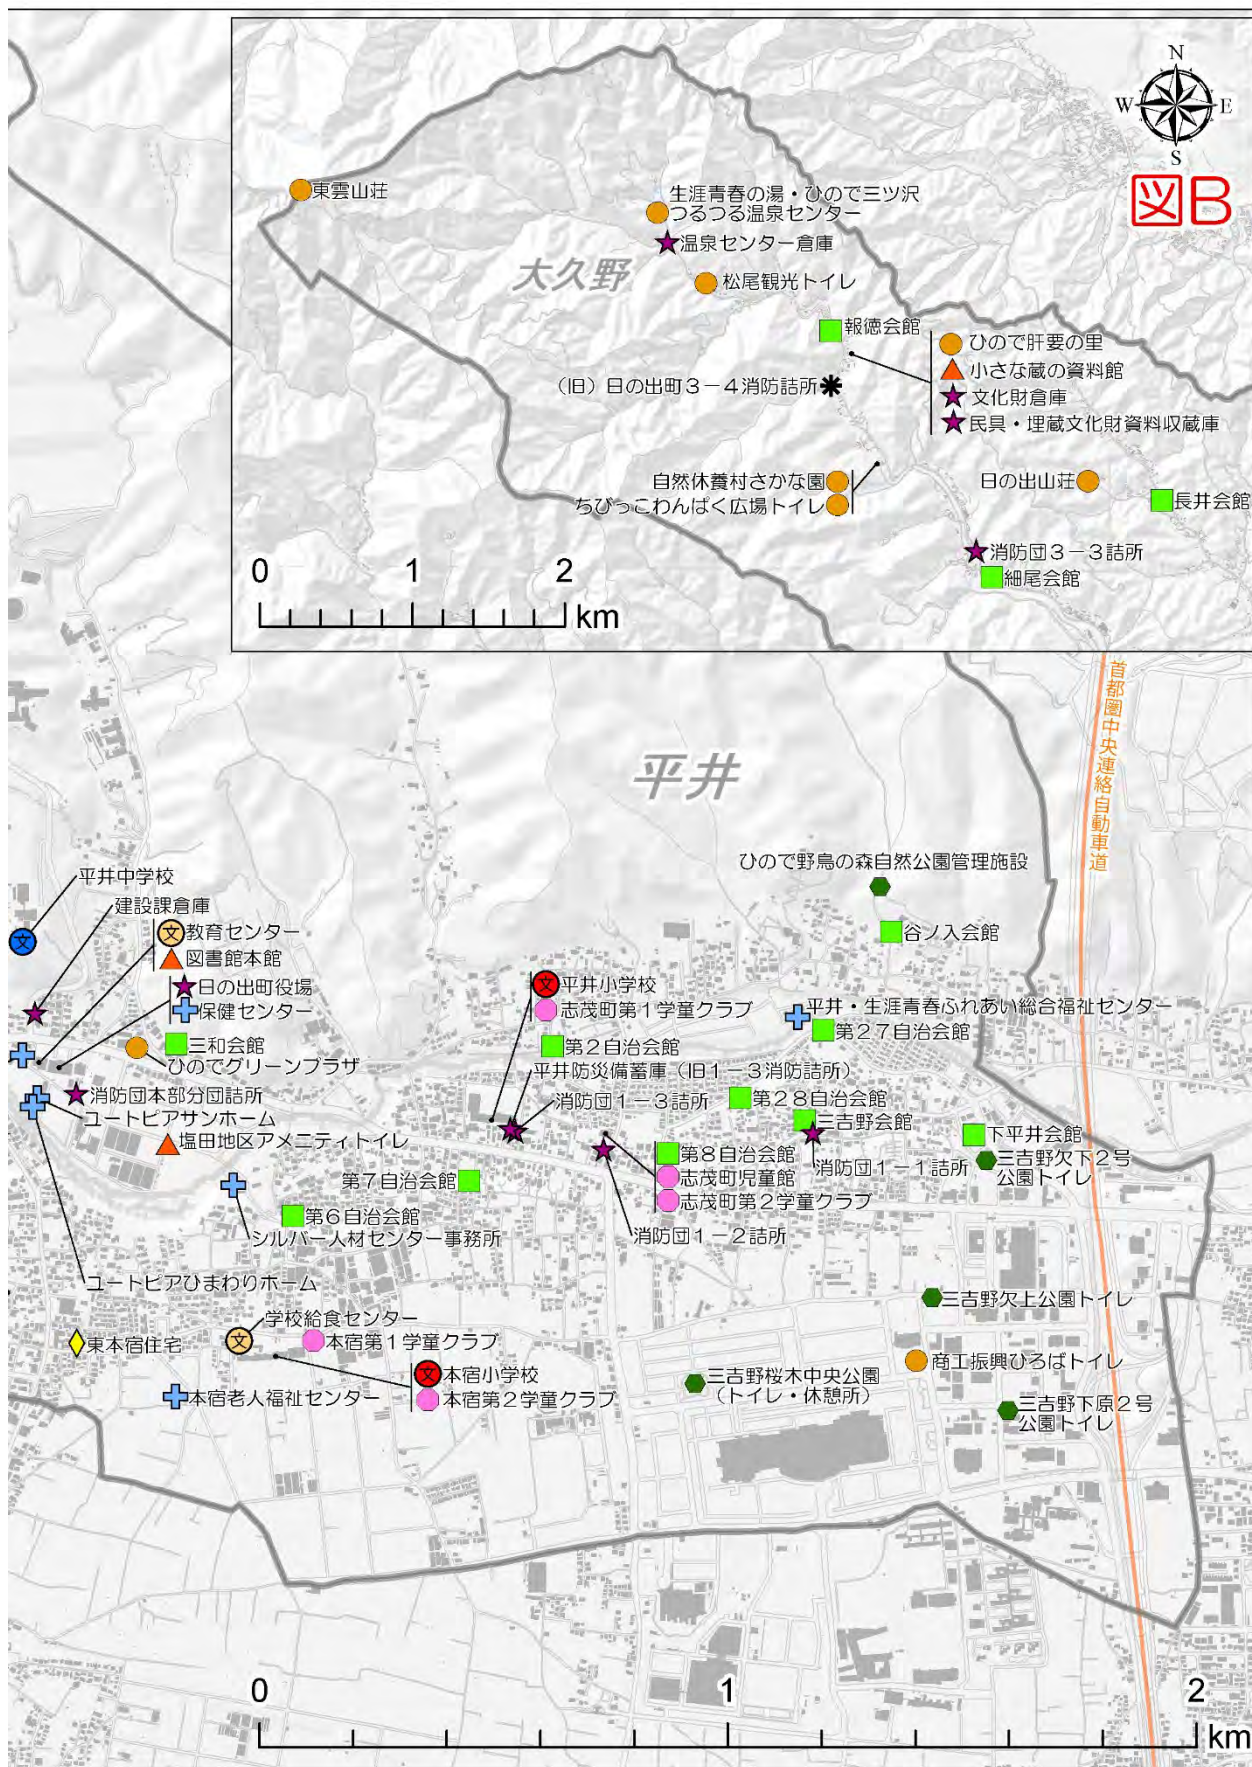 N
W
E
S
図B
東雲山荘
生涯青春の湯・ひので三ツ沢
つるつる温泉センター
温泉センター倉庫
大久野
松尾観光トイレ
報徳会館
ひので肝要の里
小さな蔵の資料館
文化財倉庫
民具・埋蔵文化財資料収蔵庫
（旧）日の出町３－４消防詰所
自然休養村さかな園
ちびっこわんぱく広場トイレ
日の出山荘
長井会館
消防団３－３詰所
細尾会館
0 1 2
km
首都圏中央連絡自動車道
平井
ひので野鳥の森自然公園管理施設
谷ノ入会館
平井中学校
建設課倉庫
文
文
教育センター
図書館本館
日の出町役場
保健センター
三和会館
ひのでグリーンプラザ
消防団本部分団詰所
ユートピアサンホーム
塩田地区アメニティトイレ
文
平井小学校
志茂町第１学童クラブ
第２自治会館
平井防災備蓄庫（旧１－３消防詰所）
消防団１－３詰所
平井・生涯青春ふれあい総合福祉センター
第２７自治会館
第２８自治会館
三吉野会館
消防団１－１詰所
下平井会館
三吉野欠下２号
公園トイレ
第８自治会館
志茂町児童館
志茂町第２学童クラブ
消防団１－２詰所
第７自治会館
第６自治会館
シルバー人材センター事務所
ユートピアひまわりホーム
学校給食センター
文
本宿第１学童クラブ
東本宿住宅
文
本宿小学校
本宿第２学童クラブ
本宿老人福祉センター
三吉野欠上公園トイレ
商工振興ひろばトイレ
三吉野桜木中央公園
（トイレ・休憩所）
三吉野下原２号
公園トイレ
0 1 2
km